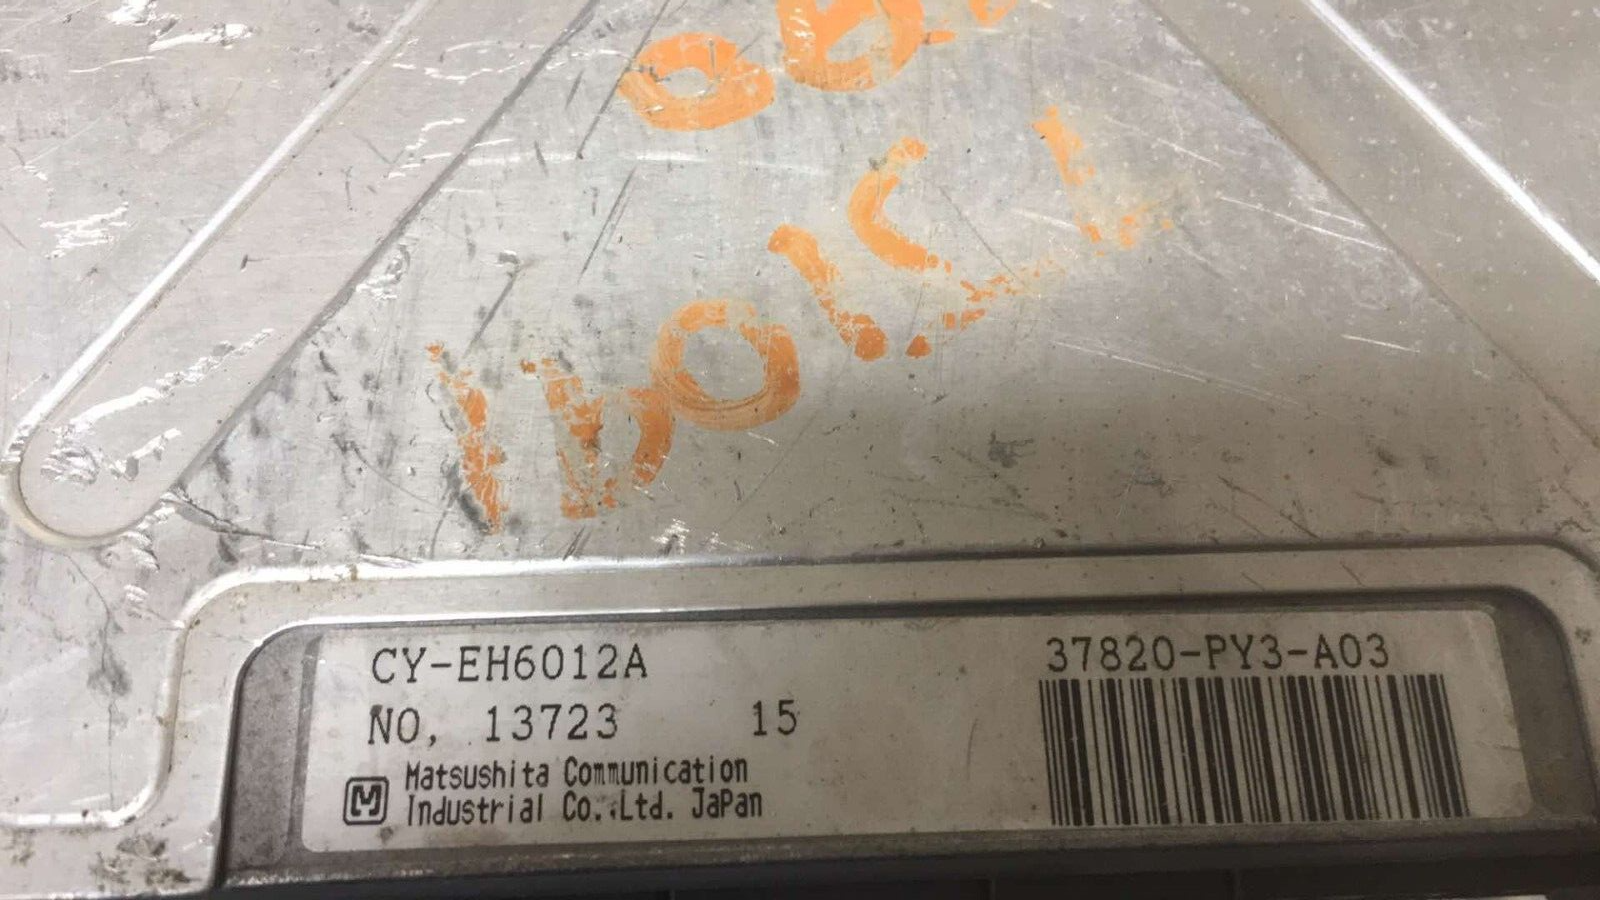 CY-EH6012A
NO, 13723 15
M Matsushita Communication
Industrial Co.,Ltd. JaPan
37820-PY3-A03